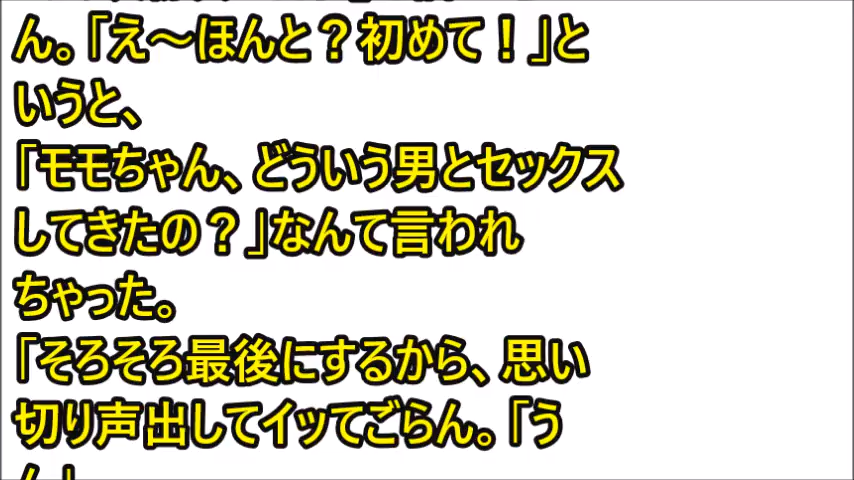 ん。「え～ほんと？初めて！」と
いうと、
「モモちゃん、どういう男とセックス
してきたの？」なんて言われ
ちゃった。
「そろそろ最後にするから、思い
切り声出してイッてごらん。「う
ん」